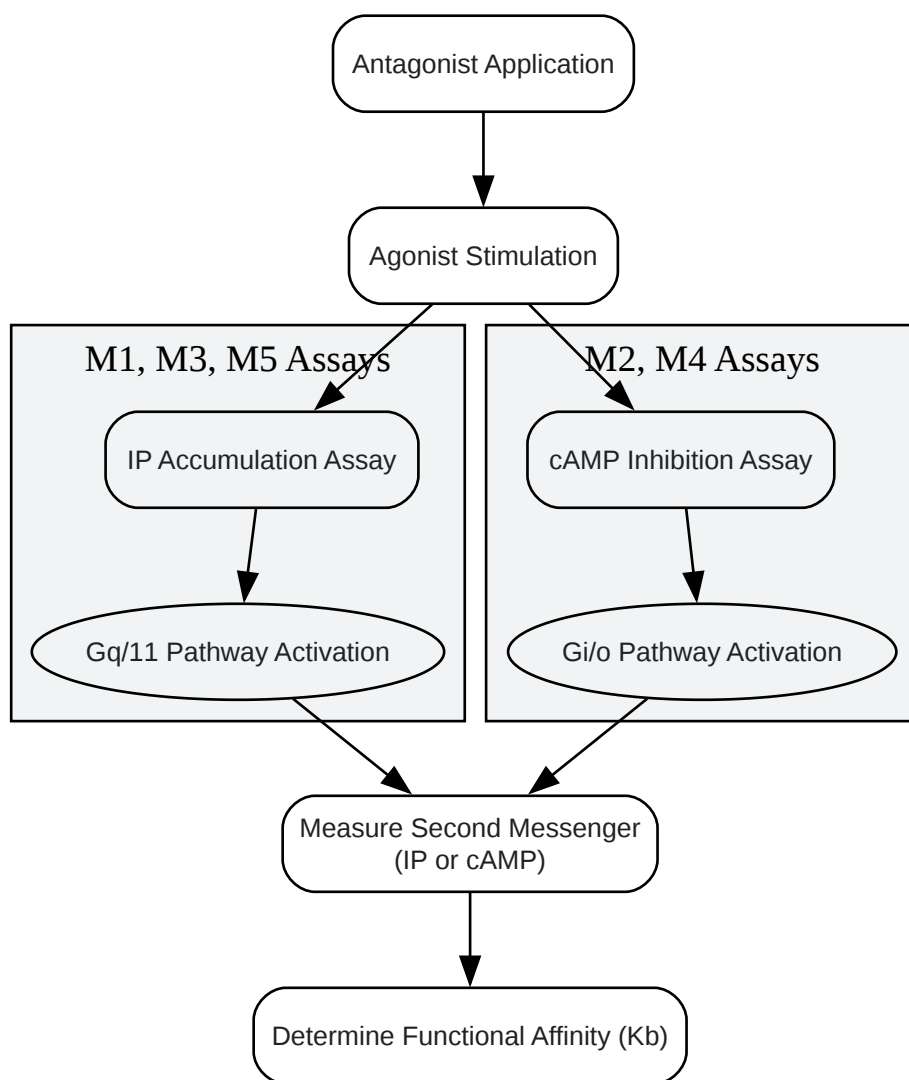 Antagonist Application
Agonist Stimulation
M1, M3, M5 Assays
M2, M4 Assays
IP Accumulation Assay
cAMP Inhibition Assay
Gq/11 Pathway Activation
Gi/o Pathway Activation
Measure Second Messenger
(IP or cAMP)
Determine Functional Affinity (Kb)